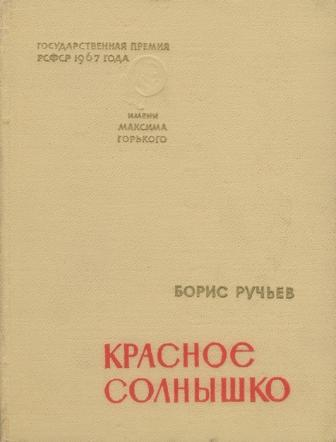 ГОСУДАРСТВЕННАЯ ПРЕМИЯ
РСФСР 1967 ГОДА
ИМЕНИ
МАКСИМА
ГОРЬКОГО
БОРИС РУЧЬЕВ
КРАСНОЕ
СОЛНЫШКО